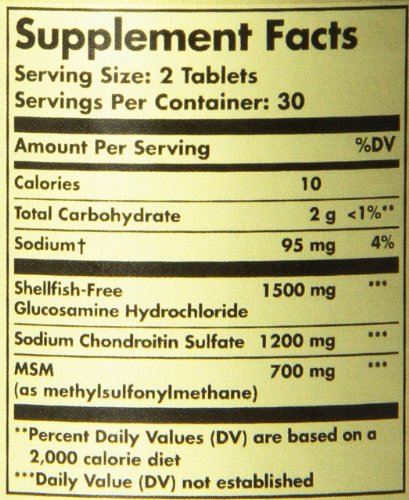 Supplement Facts
Serving Size: 2 Tablets
Servings Per Container: 30
Amount Per Serving %DV
Calories 10
Total Carbohydrate 2 g <1%**
Sodium† 95 mg 4%
Shellfish-Free 1500 mg ***
Glucosamine Hydrochloride
Sodium Chondroitin Sulfate 1200 mg ***
MSM 700 mg ***
(as methylsulfonylmethane)
**Percent Daily Values (DV) are based on a
2,000 calorie diet
***Daily Value (DV) not established